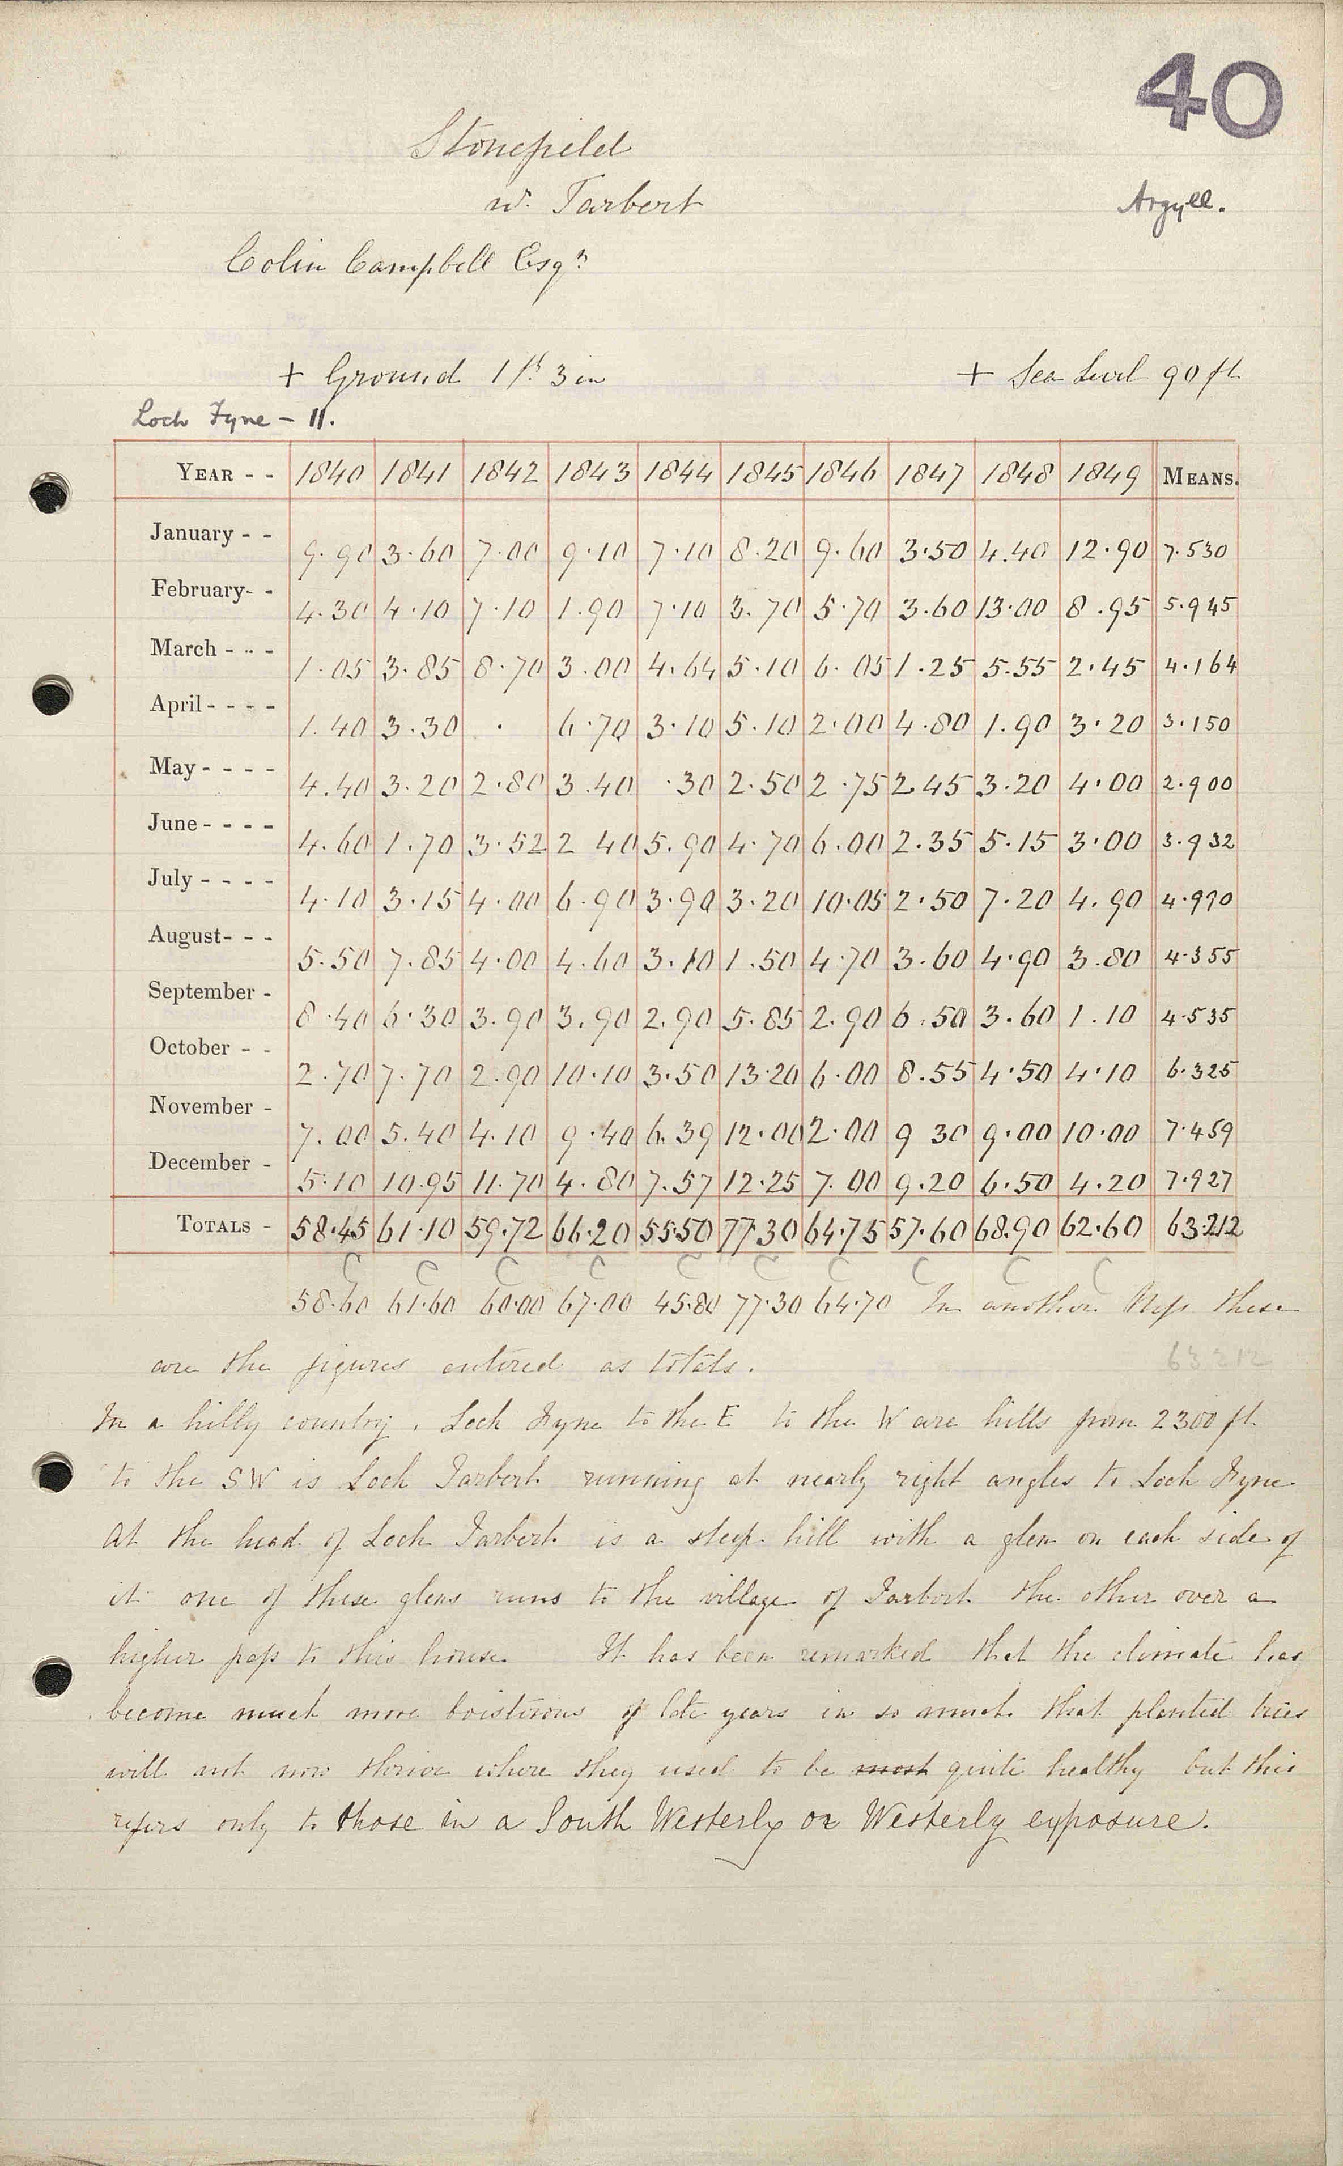 40
Stonefield
nr. Tarbert
Argyll.
Colin Campbell Esqr
+ Ground 1 ft 3 in + Sea Level 90 ft
Loch Fyne - 11.
YEAR - - 1840 1841 1842 1843 1844 1845 1846 1847 1848 1849 MEANS.
January - - 9.90 3.60 7.00 9.10 7.10 8.20 9.60 3.50 4.40 12.90 7.530
February - - 4.30 4.10 7.10 1.90 7.10 3.70 5.70 3.60 13.00 8.95 5.945
March - - - 1.05 3.85 8.70 3.00 4.64 5.10 6.05 1.25 5.55 2.45 4.164
April - - - - 1.40 3.30 . 6.70 3.10 5.10 2.00 4.80 1.90 3.20 3.150
May - - - - 4.40 3.20 2.80 3.40 .30 2.50 2.75 2.45 3.20 4.00 2.900
June - - - - 4.60 1.70 3.52 2 40 5.90 4.70 6.00 2.35 5.15 3.00 3.932
July - - - - 4.10 3.15 4.00 6.90 3.90 3.20 10.05 2.50 7.20 4.90 4.990
August - - - 5.50 7.85 4.00 4.60 3.10 1.50 4.70 3.60 4.90 3.80 4.355
September - 8.40 6.30 3.90 3.90 2.90 5.85 2.90 6.50 3.60 1.10 4.535
October - - 2.70 7.70 2.90 10.10 3.50 13.20 6.00 8.55 4.50 4.10 6.325
November - 7.00 5.40 4.10 9.40 6.39 12.00 2.00 9 30 9.00 10.00 7.459
December - 5.10 10.95 11.70 4.80 7.57 12.25 7.00 9.20 6.50 4.20 7.927
TOTALS - 58.45 61.10 59.72 66.20 55.50 77.30 64.75 57.60 68.90 62.60 63.212
C C C C C C C C C C
58.60 61.60 60.00 67.00 45.80 77.30 64.70 In another Mss these
are the figures entered as totals. 63 212
In a hilly country. Loch Fyne to the E to the W are hills from 2300 ft
to the SW is Loch Tarbert running at nearly right angles to Loch Fyne
At the head of Loch Tarbert is a steep hill with a glen on each side of
it one of these glens runs to the village of Tarbert the other over a
higher pass to this house. It has been remarked that the climate has
become much more boisterous of late years in so much that planted trees
will not now thrive where they used to be most quite healthy but this
refers only to those in a South Westerly or Westerly exposure.